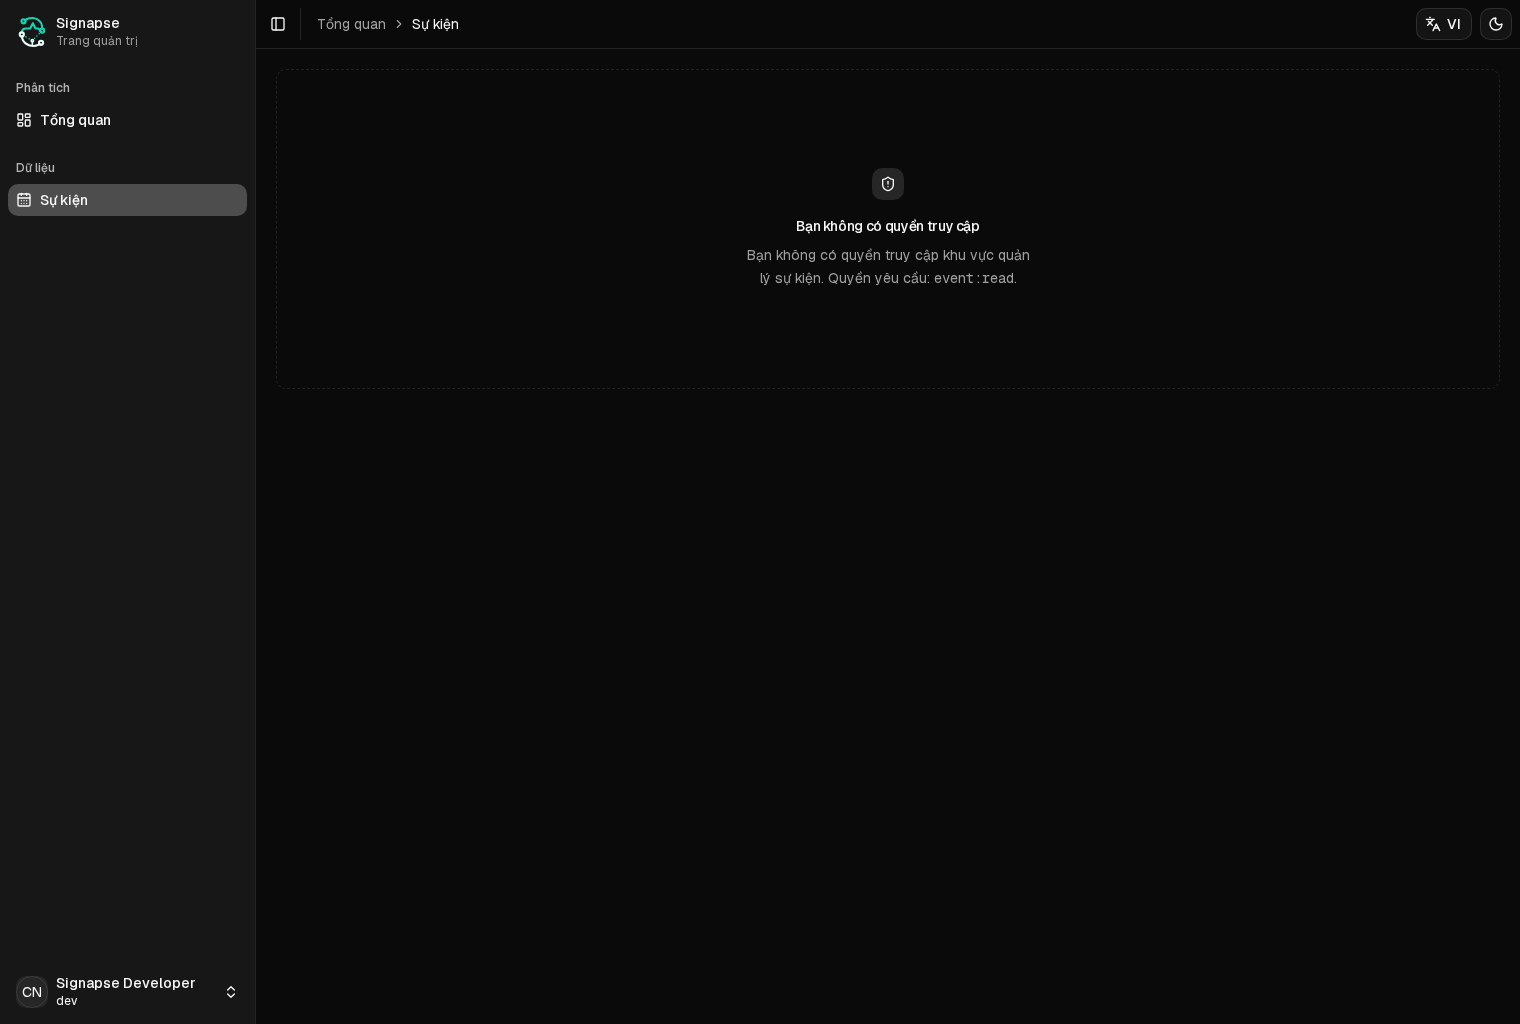 Signapse
Trang quản trị
Phân tích
Tổng quan
Dữ liệu
Sự kiện
Signapse Developer
dev
CN
Tổng quan
Sự kiện
VI
Bạn không có quyền truy cập
Bạn không có quyền truy cập khu vực quản
lý sự kiện. Quyền yêu cầu: event:read.